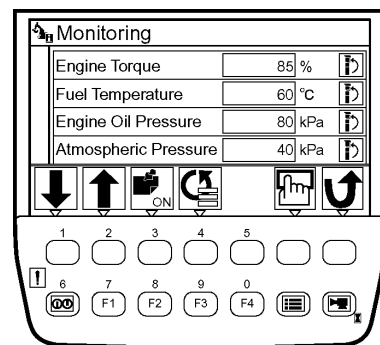 Monitoring
Engine Torque 85 %
Fuel Temperature 60 °C
Engine Oil Pressure 80 kPa
Atmospheric Pressure 40 kPa
ON
1 2 3 4 5
!
6 7 8 9 0
F1 F2 F3 F4